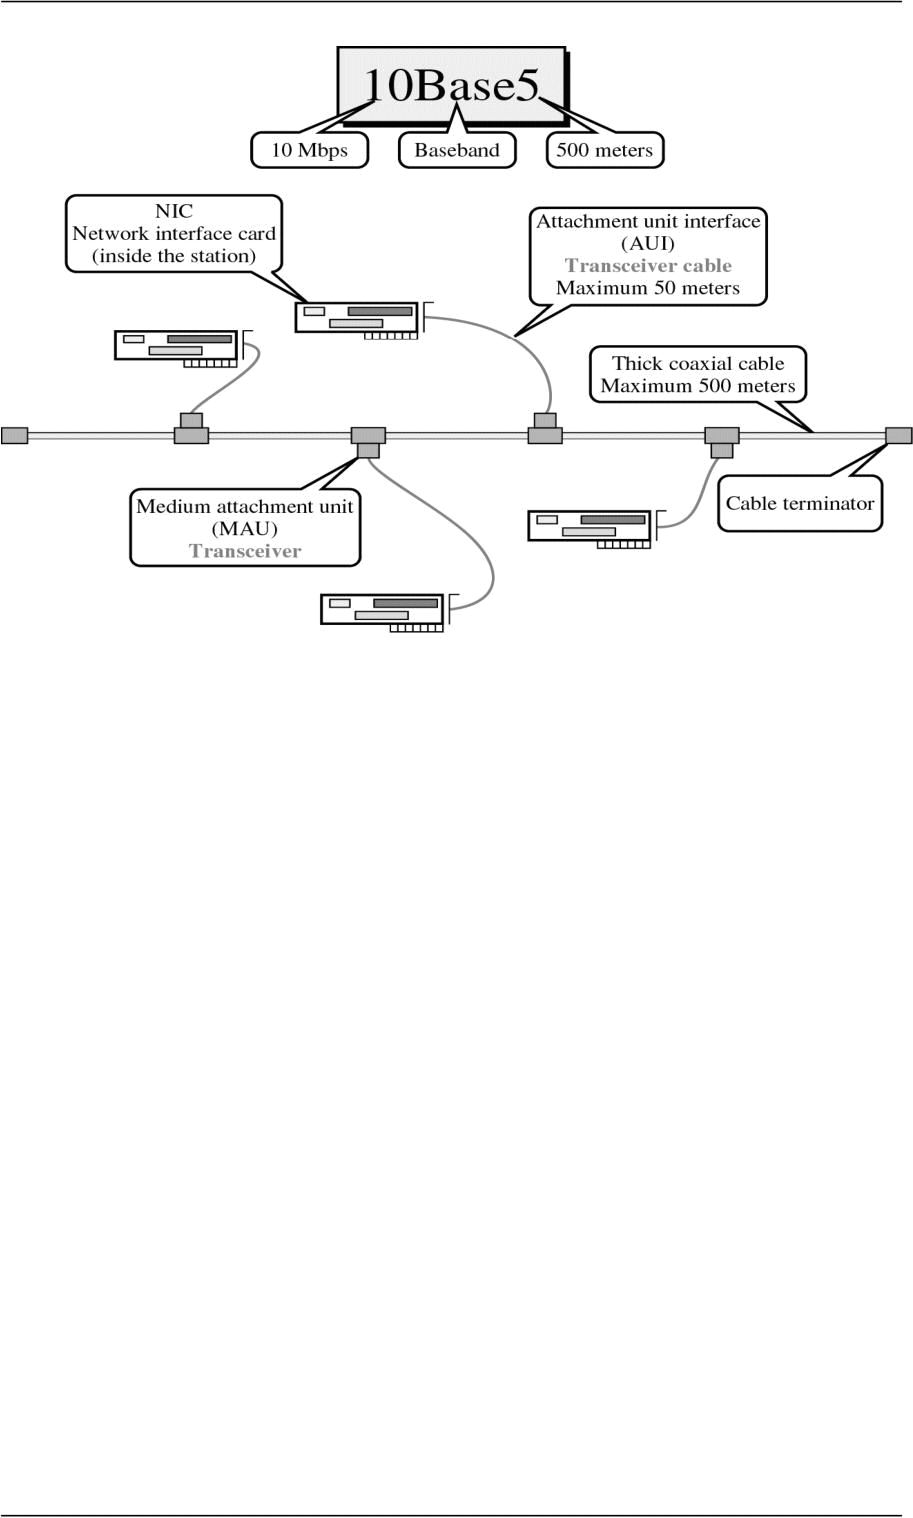 10Base5
10 Mbps
Baseband
500 meters
NIC
Network interface card
(inside the station)
Attachment unit interface
(AUI)
Transceiver cable
Maximum 50 meters
Thick coaxial cable
Maximum 500 meters
Medium attachment unit
(MAU)
Transceiver
Cable terminator